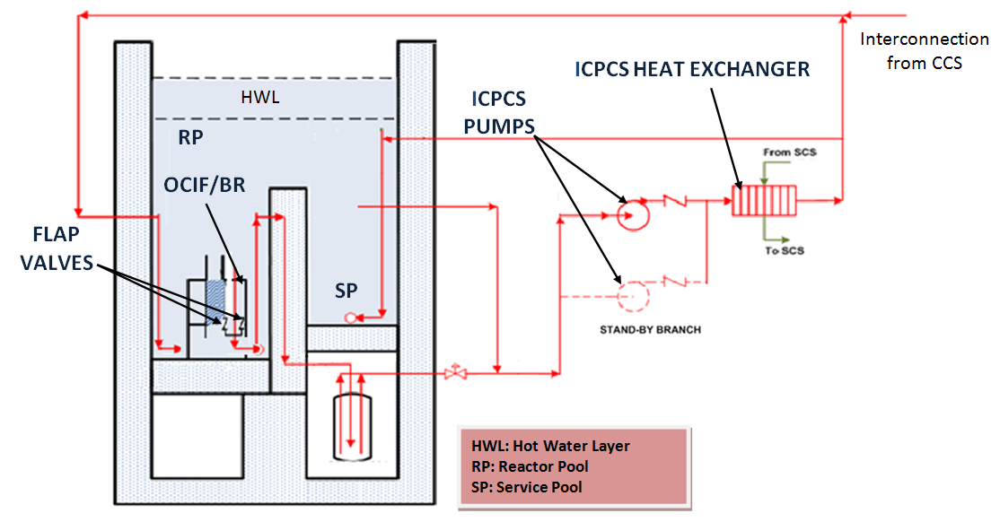 Interconnection
from CCS
ICPCS HEAT EXCHANGER
HWL
ICPCS
PUMPS
RP
From SCS
OCIF/BR
FLAP
VALVES
To SCS
SP
STAND-BY BRANCH
HWL: Hot Water Layer
RP: Reactor Pool
SP: Service Pool